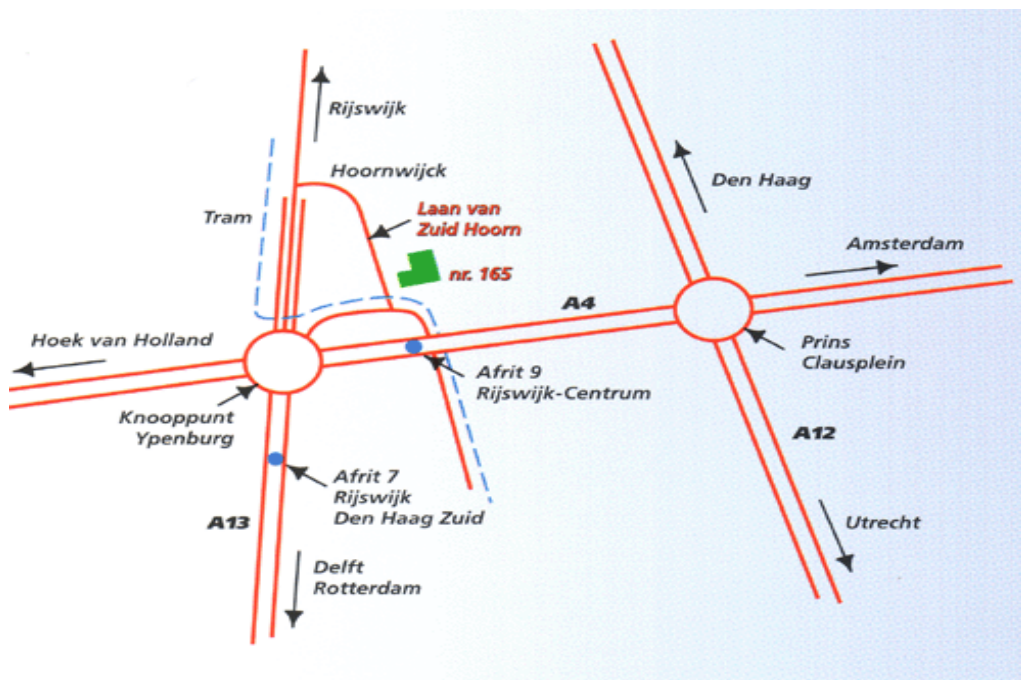 Rijswijk
Hoornwijck
Den Haag
Tram
Laan van
Zuid Hoorn
nr. 165
Amsterdam
A4
Hoek van Holland
Prins
Clausplein
Afrit 9
Rijswijk-Centrum
Knooppunt
Ypenburg
A12
Afrit 7
Rijswijk
Den Haag Zuid
A13
Utrecht
Delft
Rotterdam